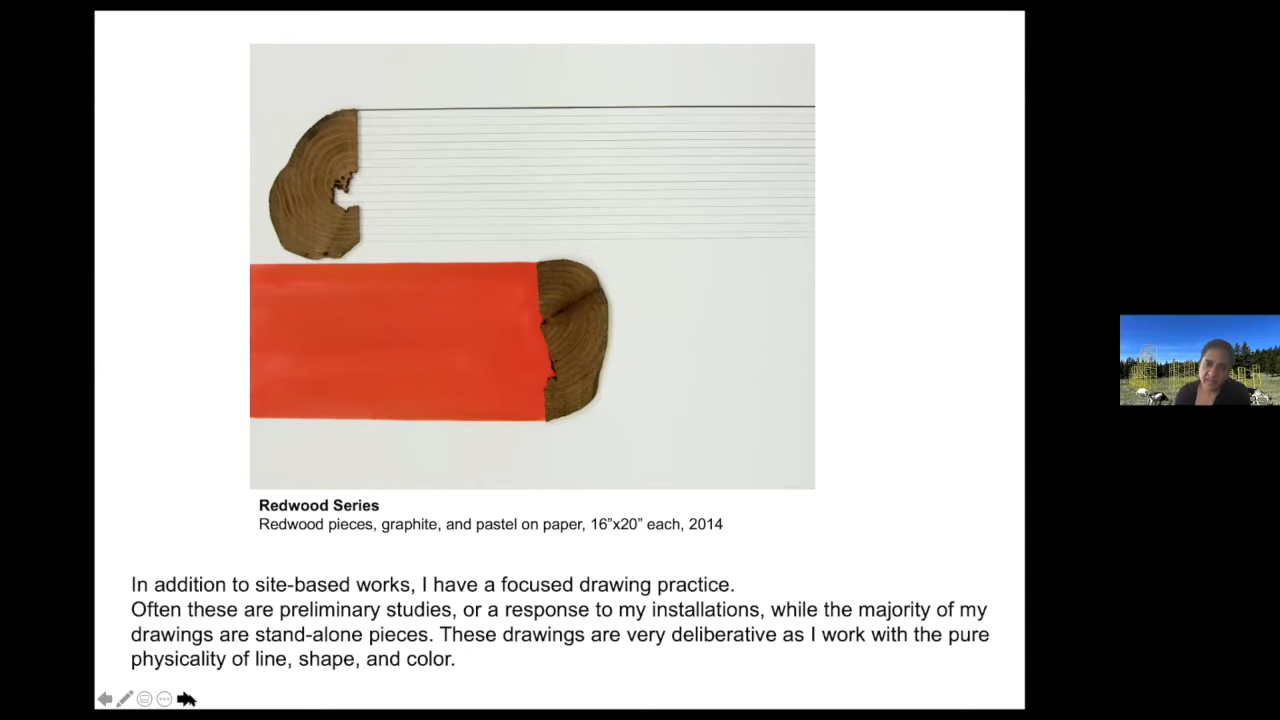 Redwood Series
Redwood pieces, graphite, and pastel on paper, 16”x20” each, 2014
In addition to site-based works, I have a focused drawing practice.
Often these are preliminary studies, or a response to my installations, while the majority of my
drawings are stand-alone pieces. These drawings are very deliberative as I work with the pure
physicality of line, shape, and color.